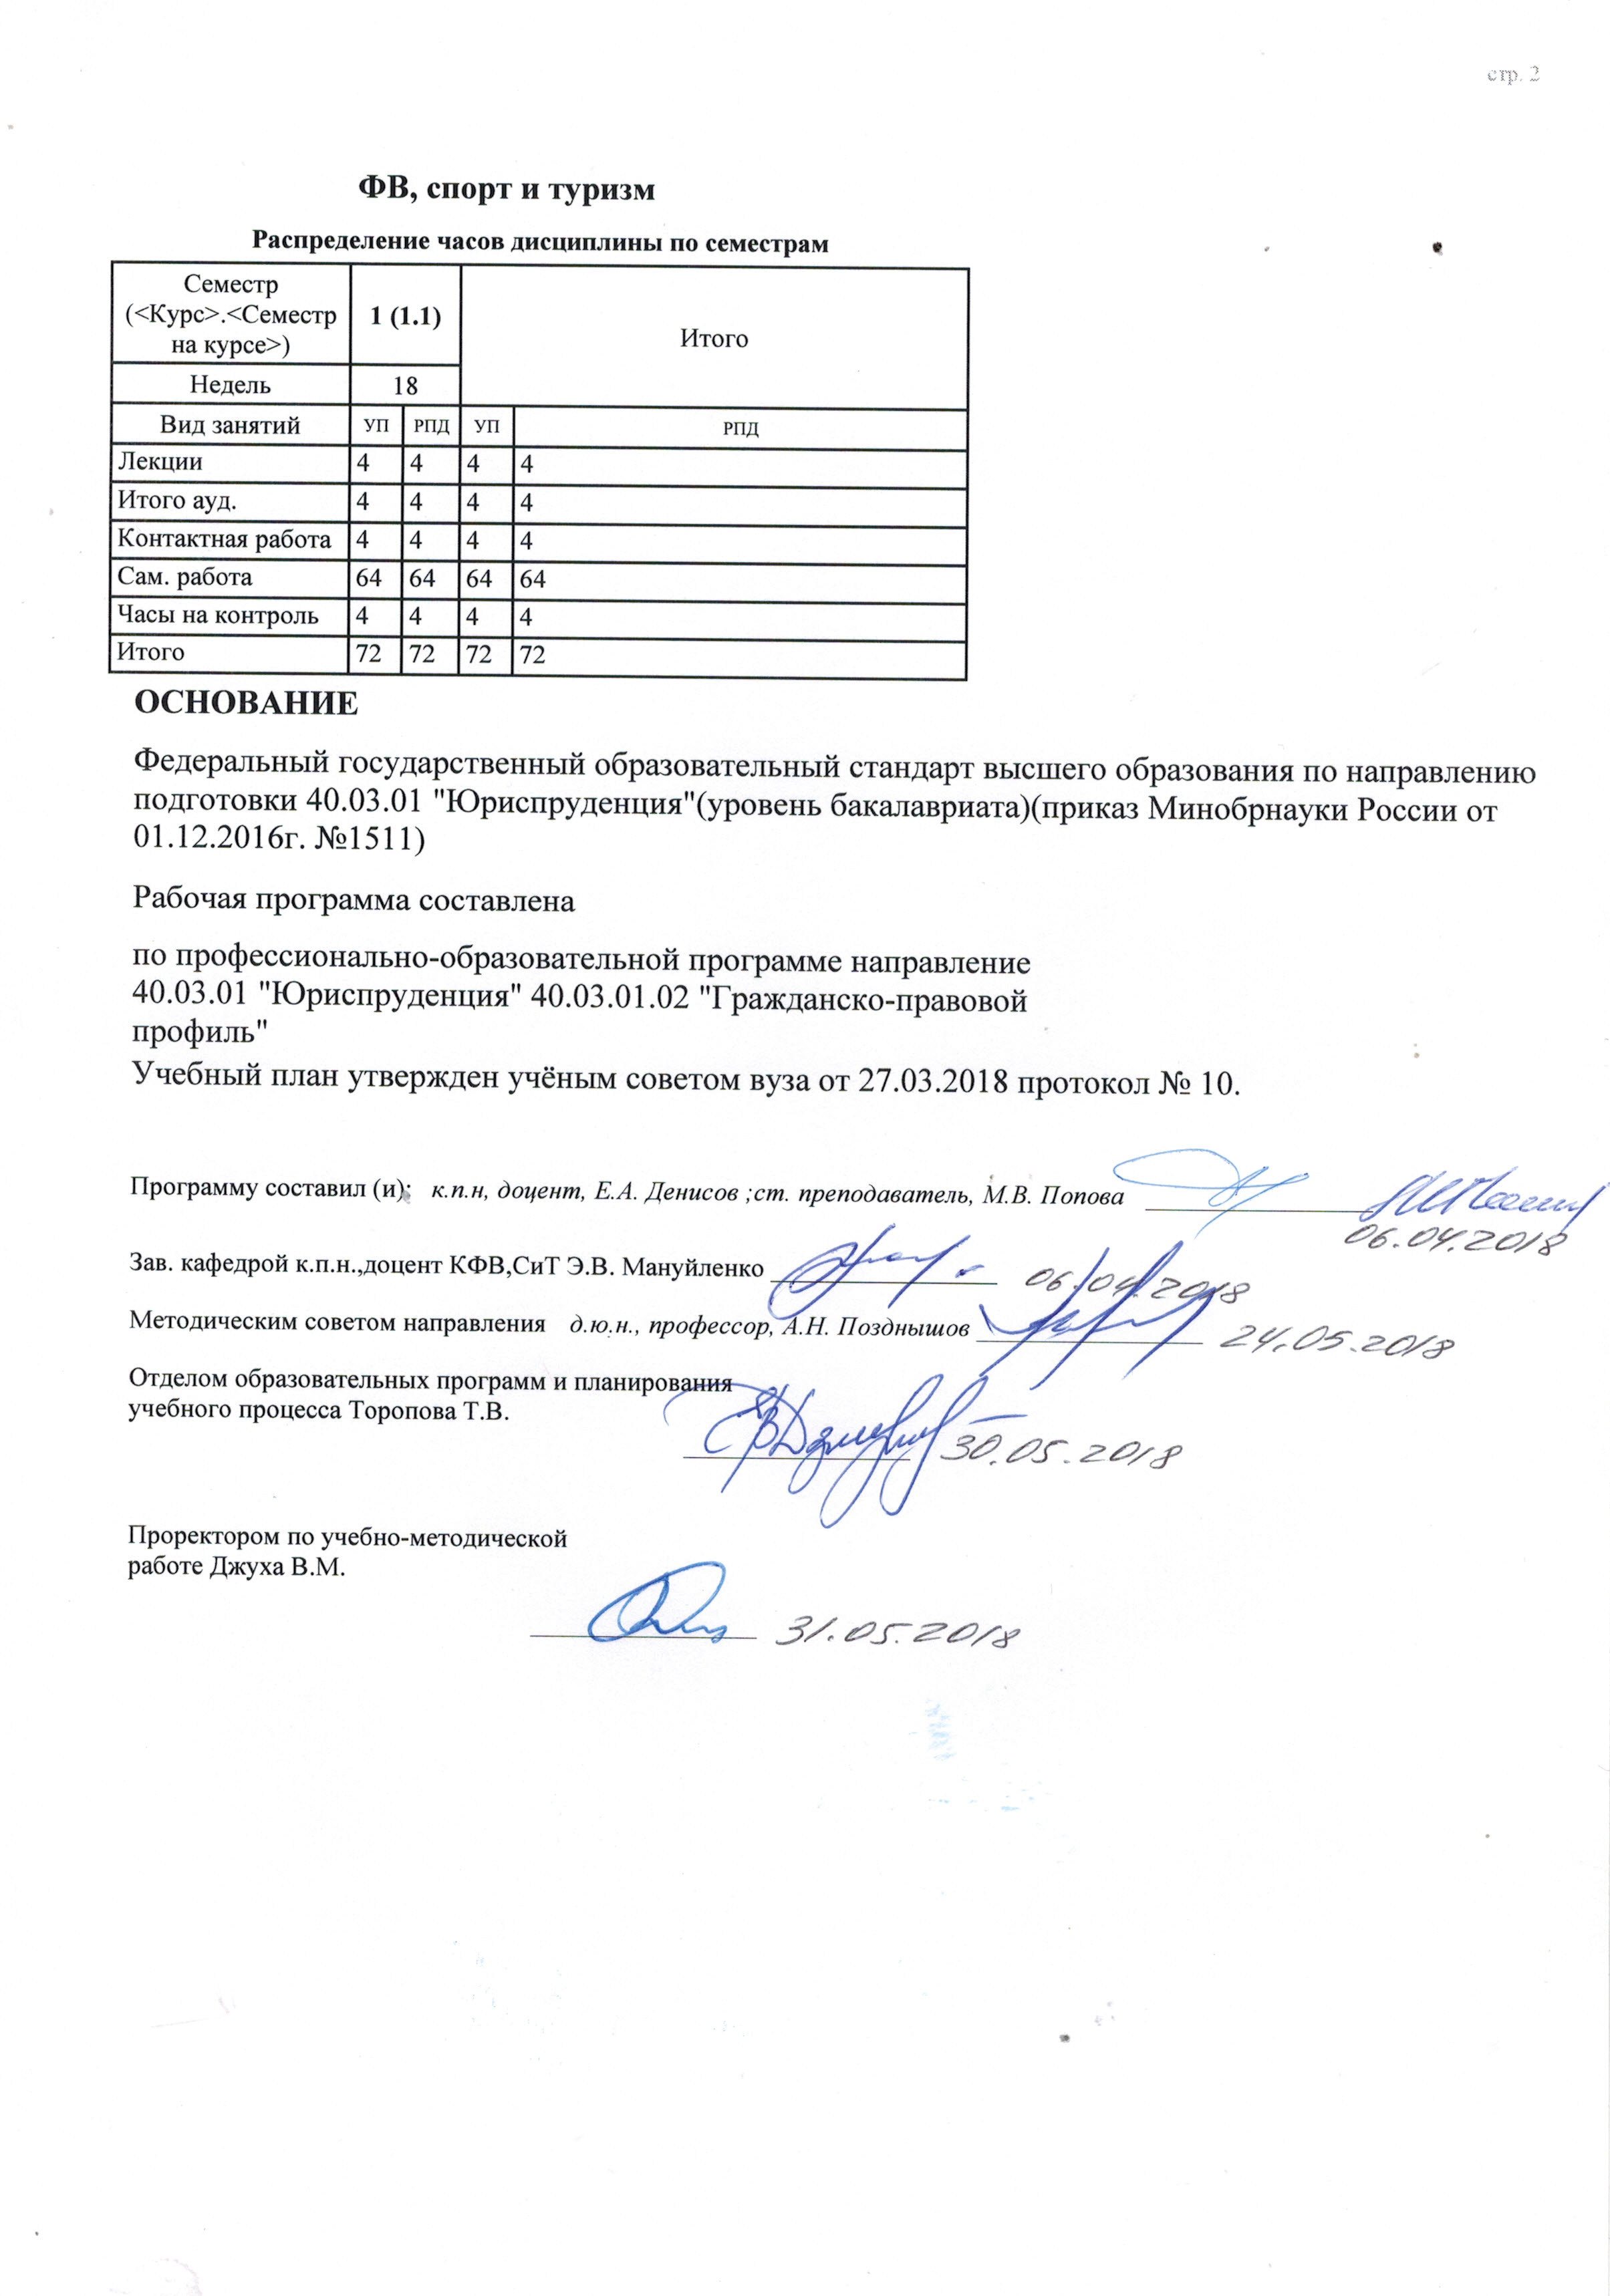 стр. 2
ФВ, спорт и туризм
Распределение часов дисциплины по семестрам
Семестр
(<Курс>.<Семестр
на курсе>)
1 (1.1)
Итого
Недель
18
Вид занятий УП РПД УП РПД
Лекции 4 4 4 4
Итого ауд. 4 4 4 4
Контактная работа 4 4 4 4
Сам. работа 64 64 64 64
Часы на контроль 4 4 4 4
Итого 72 72 72 72
ОСНОВАНИЕ
Федеральный государственный образовательный стандарт высшего образования по направлению
подготовки 40.03.01 "Юриспруденция"(уровень бакалавриата)(приказ Минобрнауки России от
01.12.2016г. №1511)
Рабочая программа составлена
по профессионально-образовательной программе направление
40.03.01 "Юриспруденция" 40.03.01.02 "Гражданско-правовой
профиль"
Учебный план утвержден учёным советом вуза от 27.03.2018 протокол № 10.
Программу составил (и): к.п.н, доцент, Е.А. Денисов ;ст. преподаватель, М.В. Попова
06.04.2018
Зав. кафедрой к.п.н.,доцент КФВ,СиТ Э.В. Мануйленко 06.04.2018
Методическим советом направления д.ю.н., профессор, А.Н. Позднышов 24.05.2018
Отделом образовательных программ и планирования
учебного процесса Торопова Т.В.
30.05.2018
Проректором по учебно-методической
работе Джуха В.М.
31.05.2018